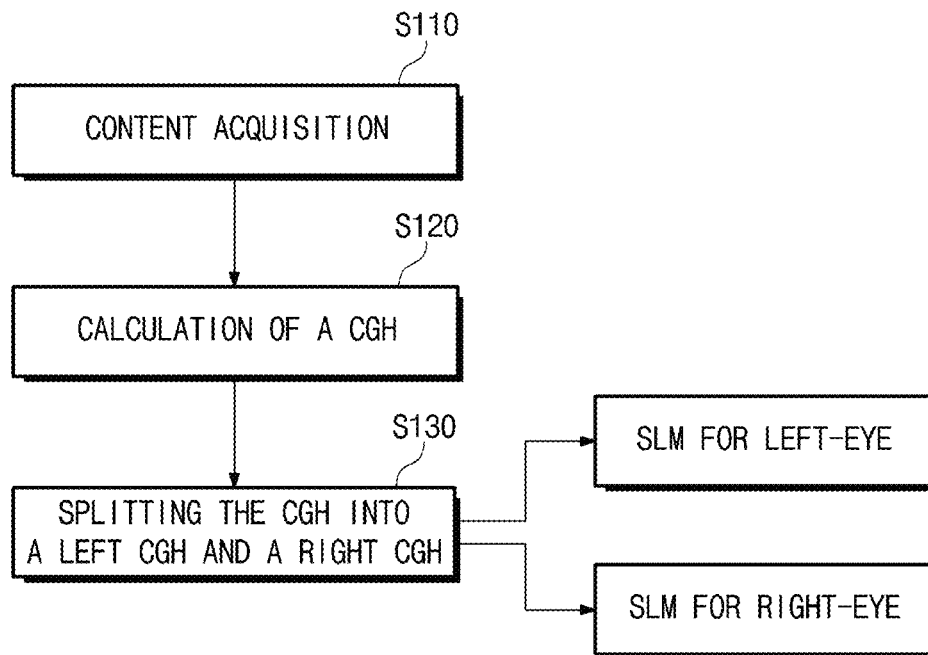 S110
CONTENT ACQUISITION
S120
CALCULATION OF A CGH
S130
SPLITTING THE CGH INTO
A LEFT CGH AND A RIGHT CGH
SLM FOR LEFT-EYE
SLM FOR RIGHT-EYE